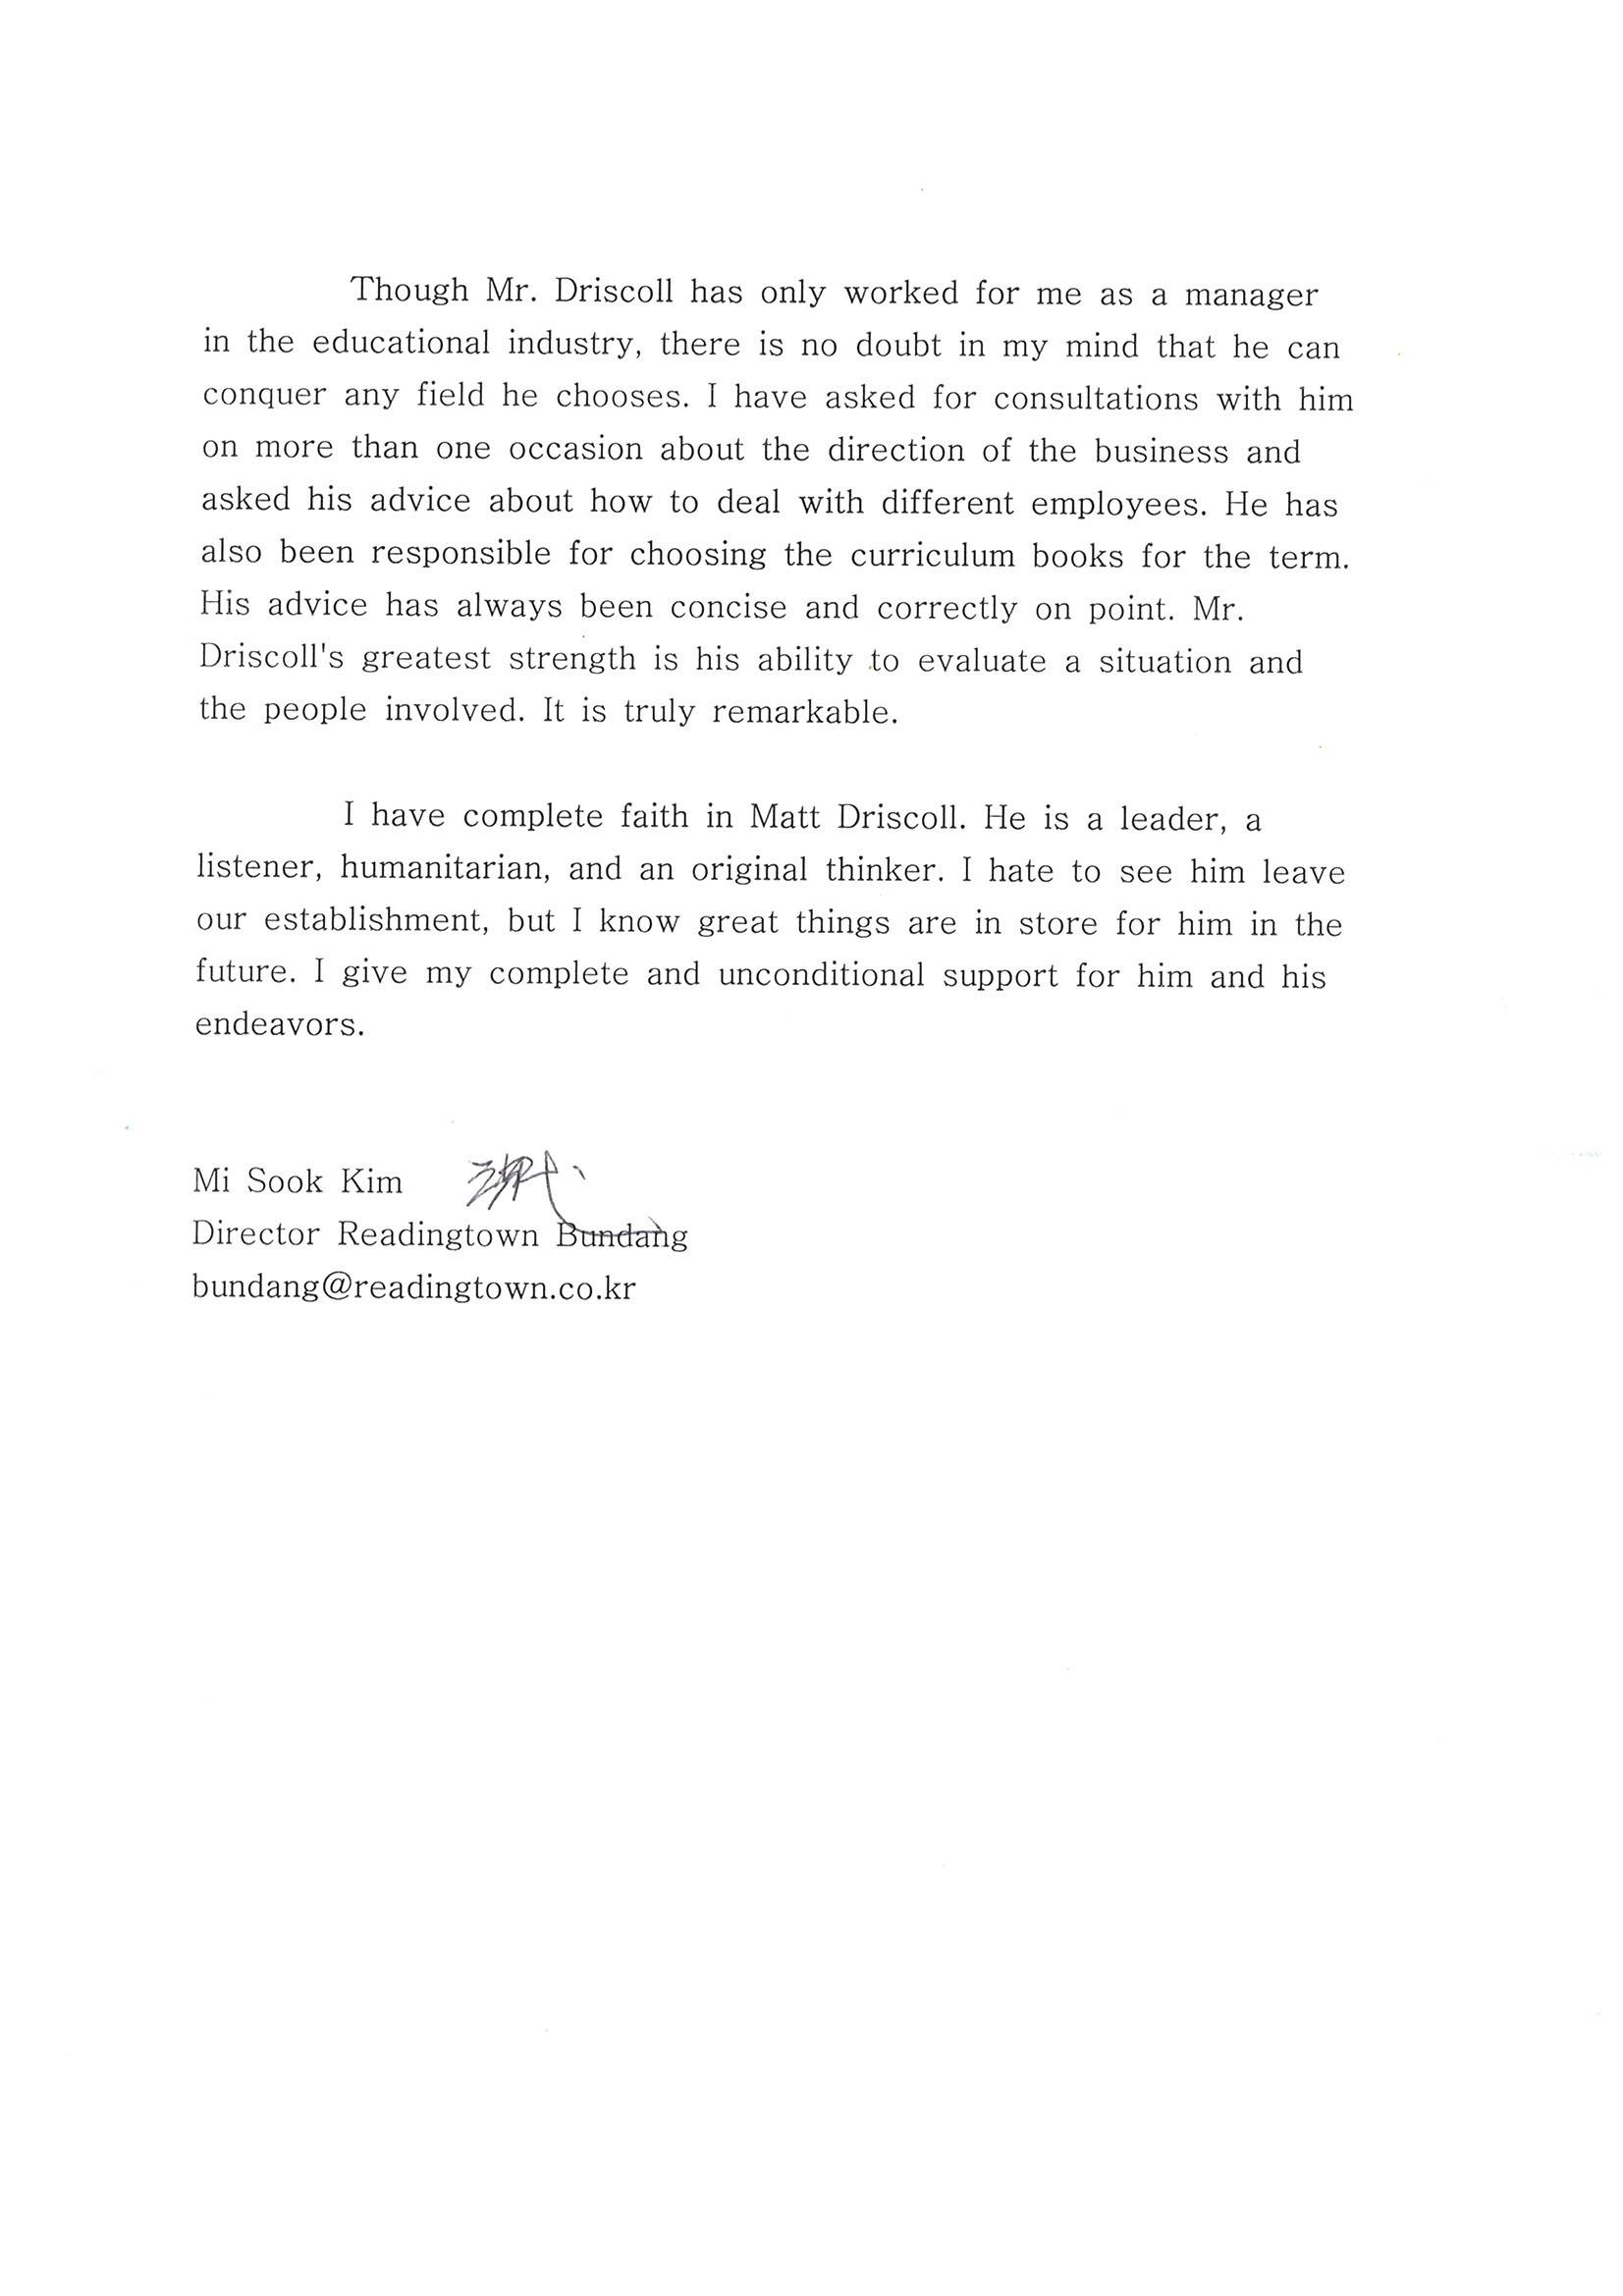 Though Mr. Driscoll has only worked for me as a manager
in the educational industry, there is no doubt in my mind that he can
conquer any field he chooses. I have asked for consultations with him
on more than one occasion about the direction of the business and
asked his advice about how to deal with different employees. He has
also been responsible for choosing the curriculum books for the term.
His advice has always been concise and correctly on point. Mr.
Driscoll's greatest strength is his ability to evaluate a situation and
the people involved. It is truly remarkable.
I have complete faith in Matt Driscoll. He is a leader, a
listener, humanitarian, and an original thinker. I hate to see him leave
our establishment, but I know great things are in store for him in the
future. I give my complete and unconditional support for him and his
endeavors.
Mi Sook Kim
Director Readingtown Bundang
bundang@readingtown.co.kr